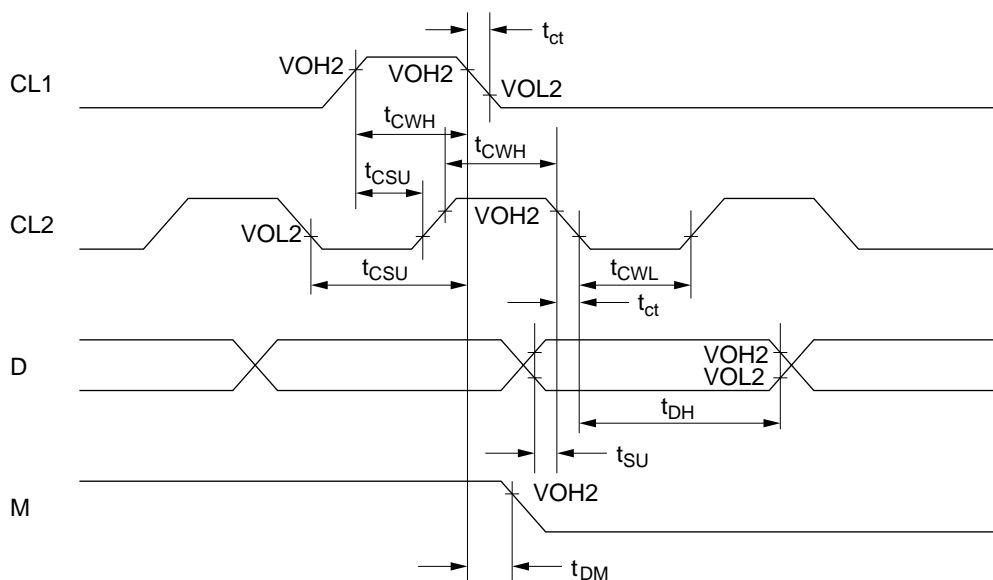 t_ct
CL1 VOH2 VOH2 VOL2
t_CWH
t_CWH
t_CSU
CL2 VOL2 VOH2
t_CSU t_CWL
t_ct
D VOH2
VOL2
t_DH
t_SU
M VOH2
t_DM